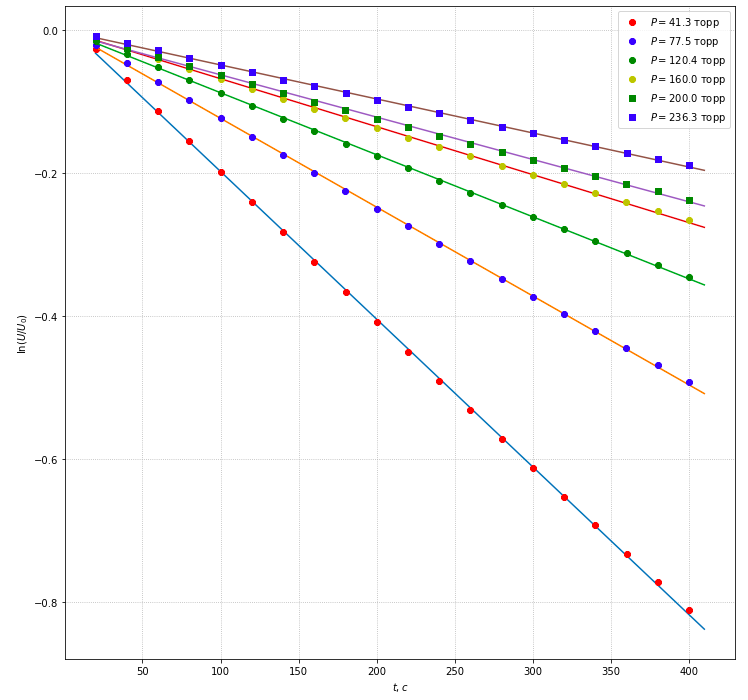 P = 41.3 торр
P = 77.5 торр
P = 120.4 торр
P = 160.0 торр
P = 200.0 торр
P = 236.3 торр
0.0
−0.2
−0.4
−0.6
−0.8
ln(U/U₀)
50 100 150 200 250 300 350 400
t, c